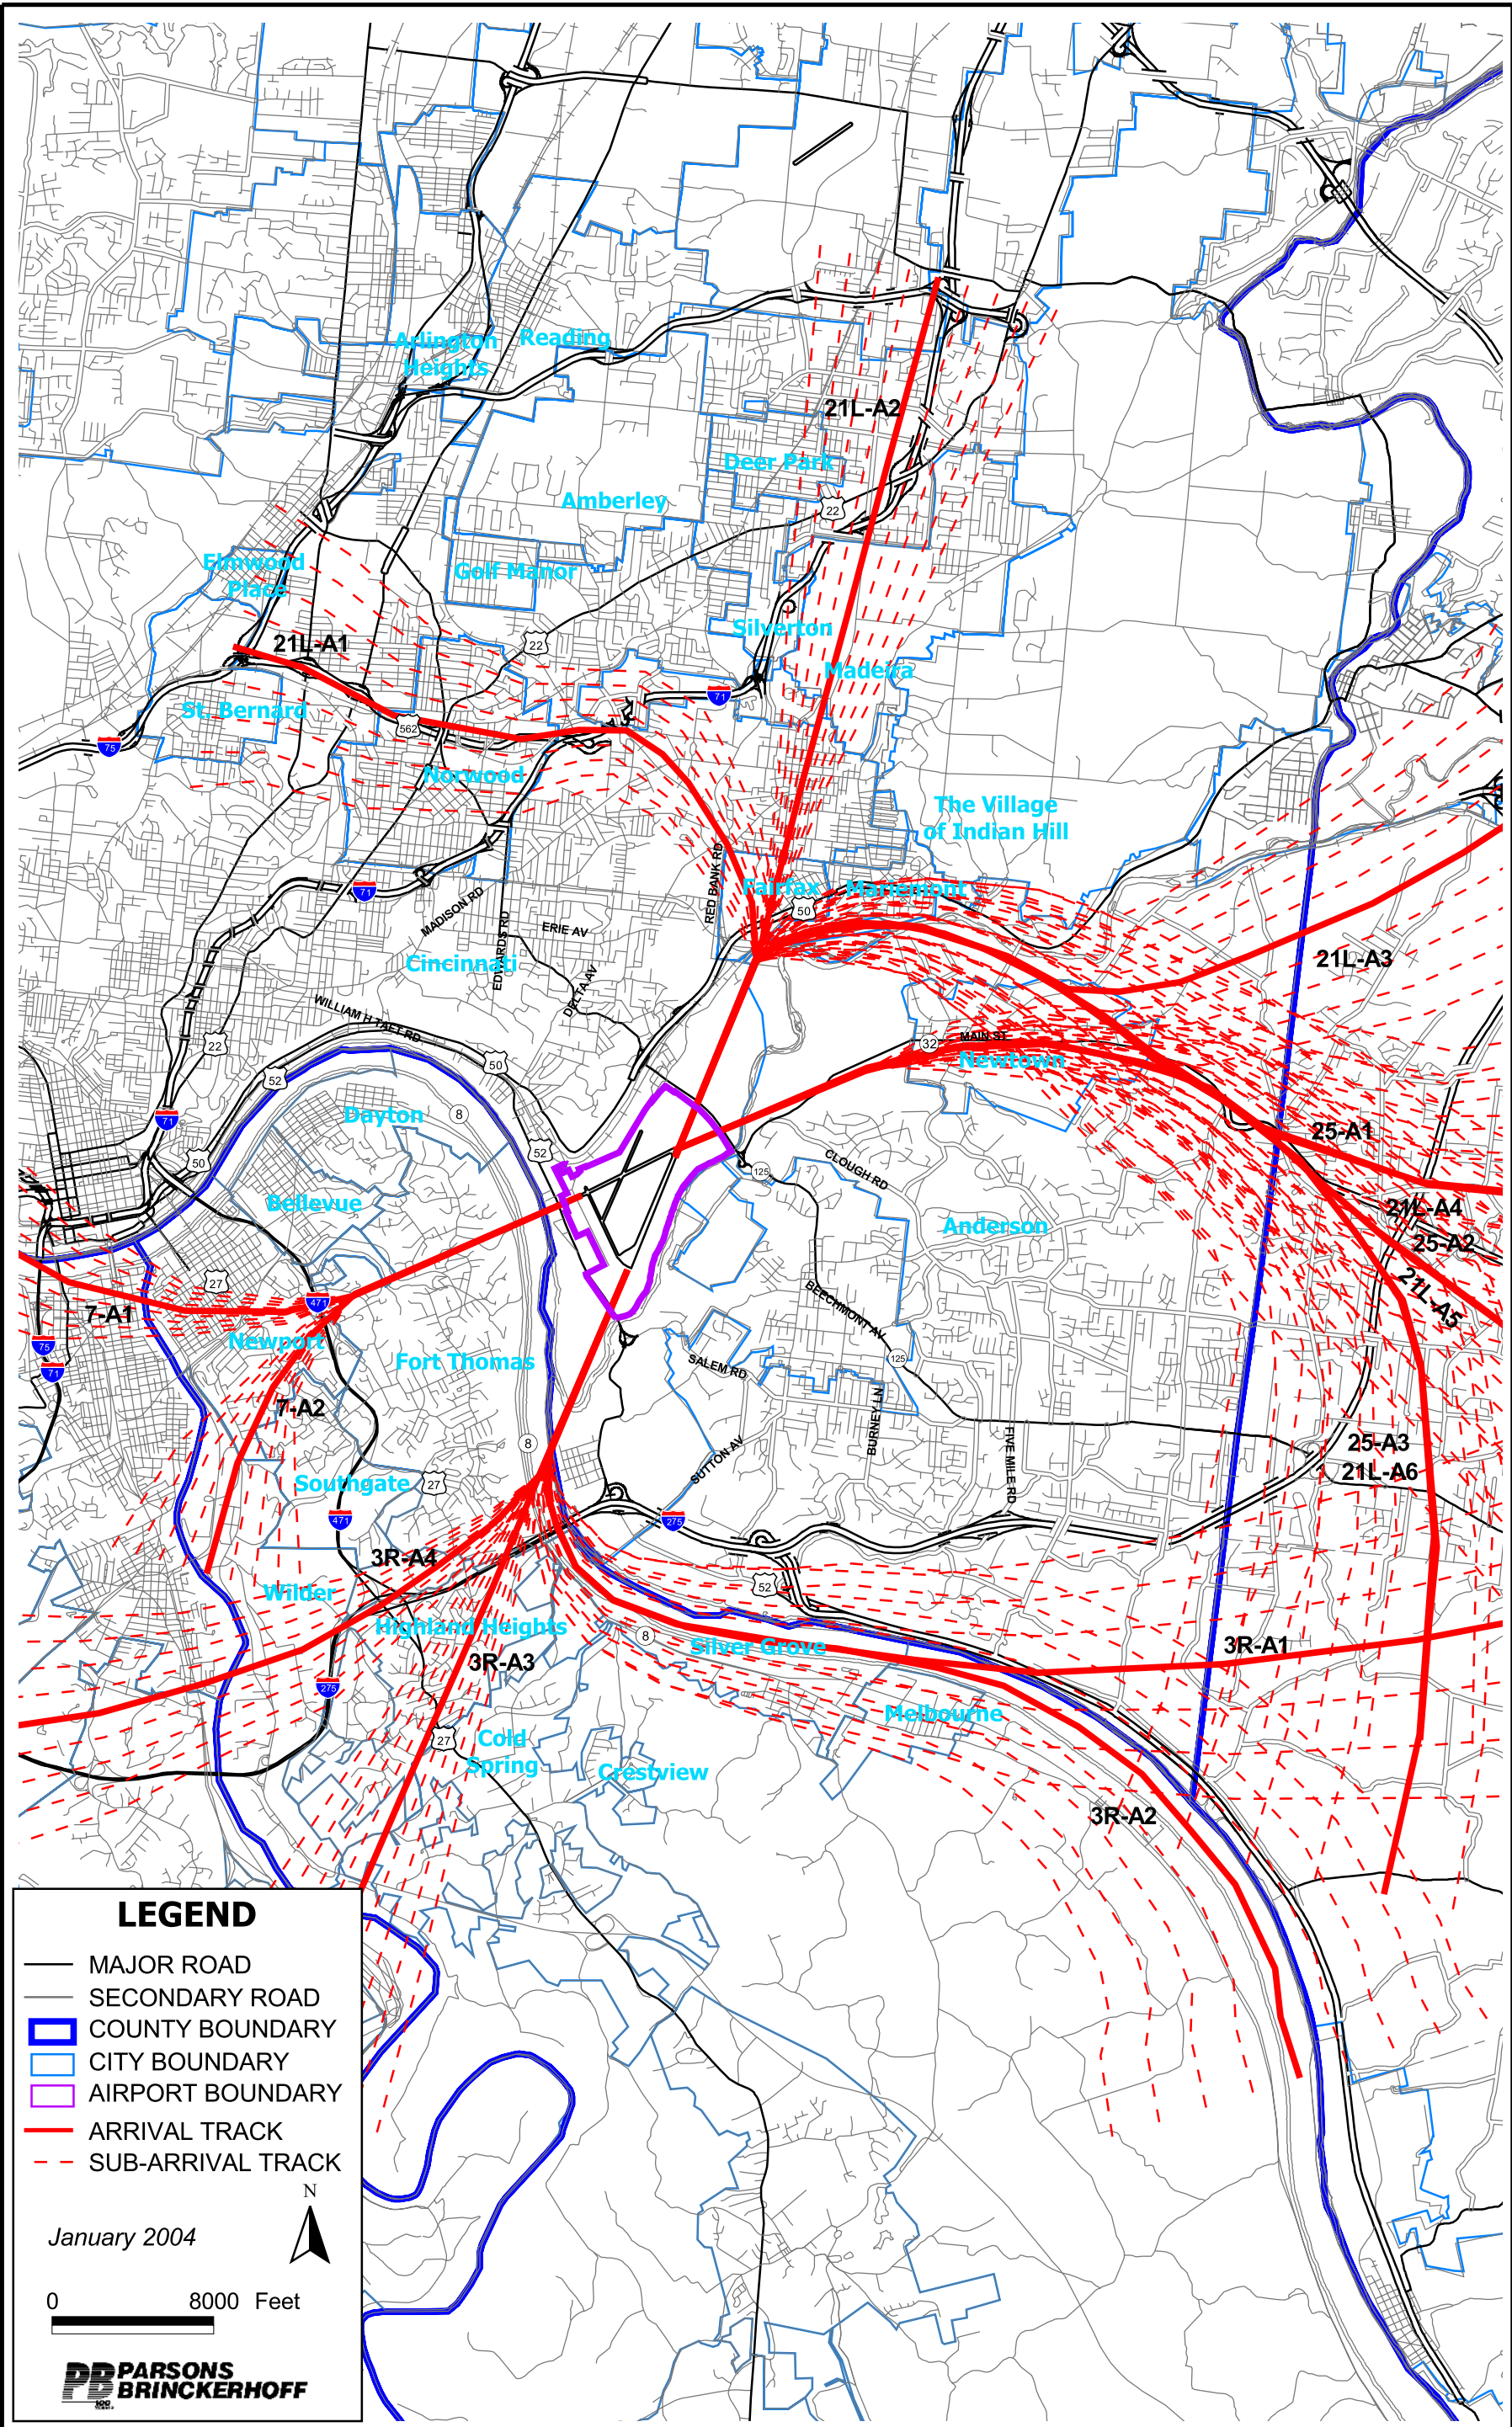 Arlington
Heights
Reading
21L-A2
Deer Park
Amberley
22
Elmwood
Place
Golf Manor
Silverton
21L-A1
22
Madeira
71
St. Bernard
562
75
Norwood
The Village
of Indian Hill
RED BANK RD
Fairfax
Mariemont
71
MADISON RD
50
EDWARDS RD
ERIE AV
Cincinnati
21L-A3
DELTA AV
WILLIAM H TAFT RD.
22
50
32
MAIN ST
Newtown
52
Dayton
8
71
25-A1
52
50
125
CLOUGH RD
Bellevue
21L-A4
Anderson
25-A2
27
21L-A5
471
7-A1
BEECHMONT AV
75
Newport
71
Fort Thomas
SALEM RD
125
7-A2
BURNEY LN
8
25-A3
SUTTON AV
FIVE MILE RD
21L-A6
Southgate
27
471
275
3R-A4
52
Wilder
Highland Heights
8
Silver Grove
3R-A1
3R-A3
275
Melbourne
27
Cold
Spring
Crestview
3R-A2
LEGEND
MAJOR ROAD
SECONDARY ROAD
COUNTY BOUNDARY
CITY BOUNDARY
AIRPORT BOUNDARY
ARRIVAL TRACK
SUB-ARRIVAL TRACK
N
January 2004
0 8000 Feet
PB PARSONS
BRINCKERHOFF